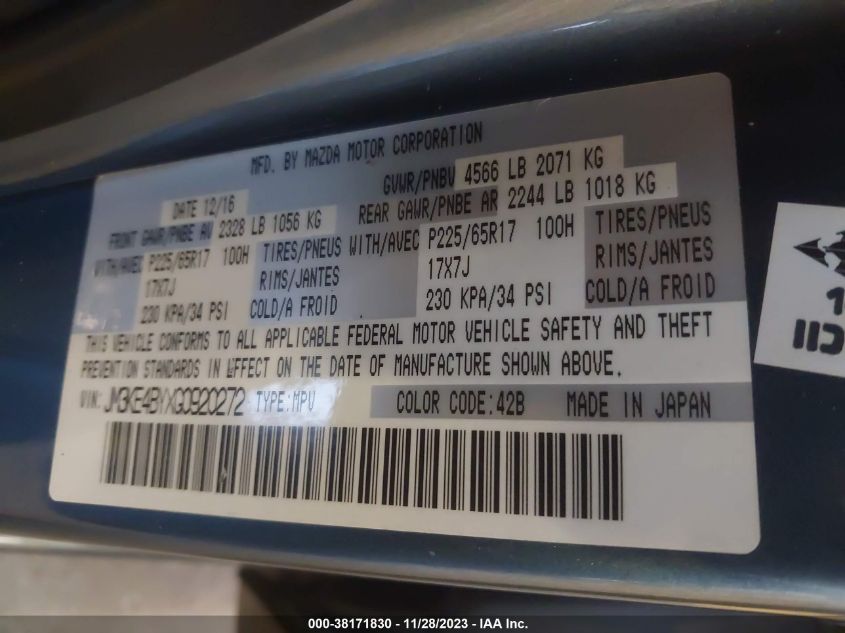 MFD. BY MAZDA MOTOR CORPORATION
DATE 12/16 GVWR/PNBV 4566 LB 2071 KG
FRONT GAWR/PNBE AV 2328 LB 1056 KG REAR GAWR/PNBE AR 2244 LB 1018 KG
WITH/AVEC P225/65R17 100H TIRES/PNEUS WITH/AVEC P225/65R17 100H TIRES/PNEUS
17X7J RIMS/JANTES 17X7J RIMS/JANTES
230 KPA/34 PSI COLD/A FROID 230 KPA/34 PSI COLD/A FROID
THIS VEHICLE CONFORMS TO ALL APPLICABLE FEDERAL MOTOR VEHICLE SAFETY AND THEFT
PREVENTION STANDARDS IN EFFECT ON THE DATE OF MANUFACTURE SHOWN ABOVE.
VIN: JM3KE4BYXG0920272 TYPE:MPV COLOR CODE:42B MADE IN JAPAN
000-38171830 - 11/28/2023 - IAA Inc.